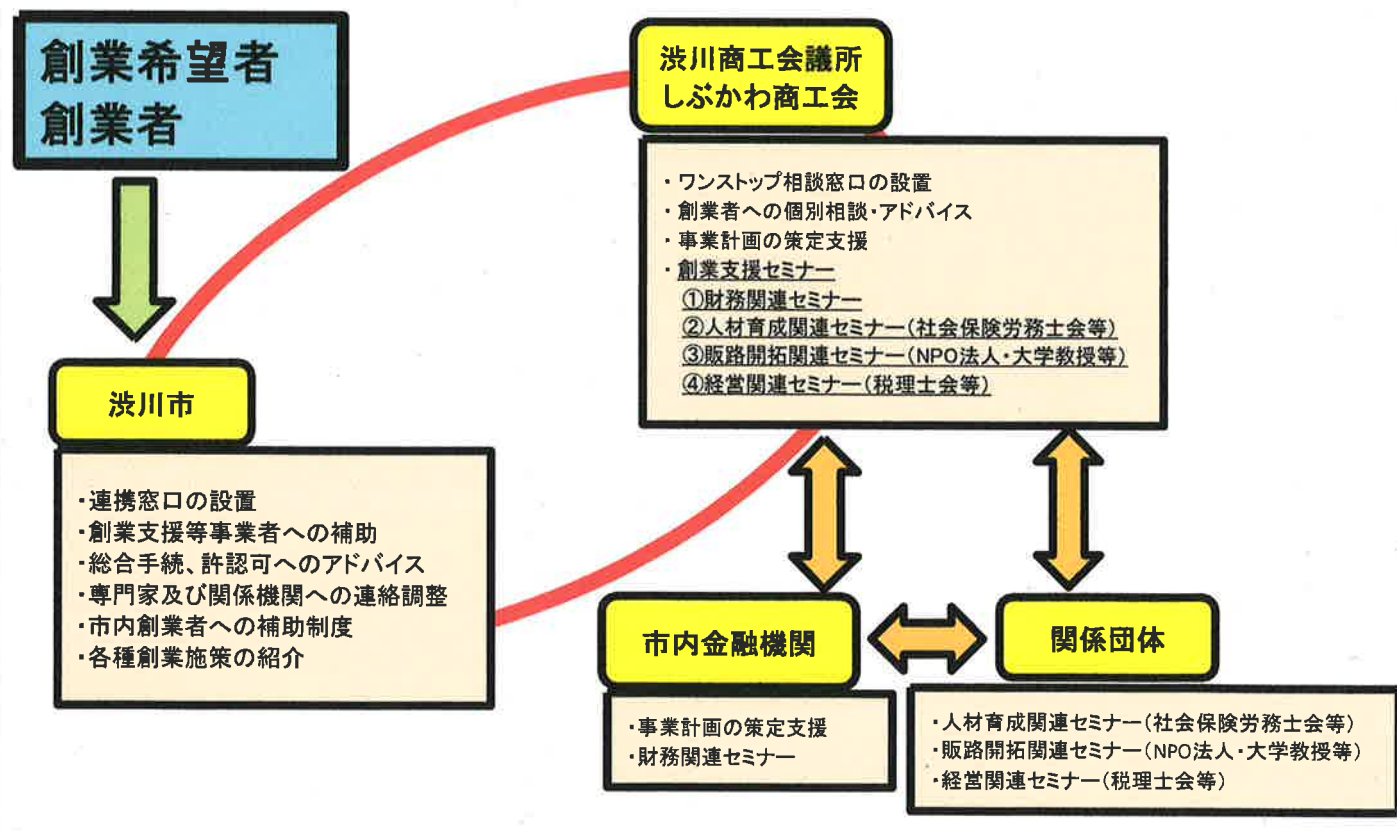 創業希望者
創業者
渋川商工会議所
しぶかわ商工会
・ワンストップ相談窓口の設置
・創業者への個別相談・アドバイス
・事業計画の策定支援
・創業支援セミナー
①財務関連セミナー
②人材育成関連セミナー(社会保険労務士会等)
③販路開拓関連セミナー(NPO法人・大学教授等)
④経営関連セミナー(税理士会等)
渋川市
・連携窓口の設置
・創業支援等事業者への補助
・総合手続、許認可へのアドバイス
・専門家及び関係機関への連絡調整
・市内創業者への補助制度
・各種創業施策の紹介
市内金融機関
・事業計画の策定支援
・財務関連セミナー
関係団体
・人材育成関連セミナー(社会保険労務士会等)
・販路開拓関連セミナー(NPO法人・大学教授等)
・経営関連セミナー(税理士会等)